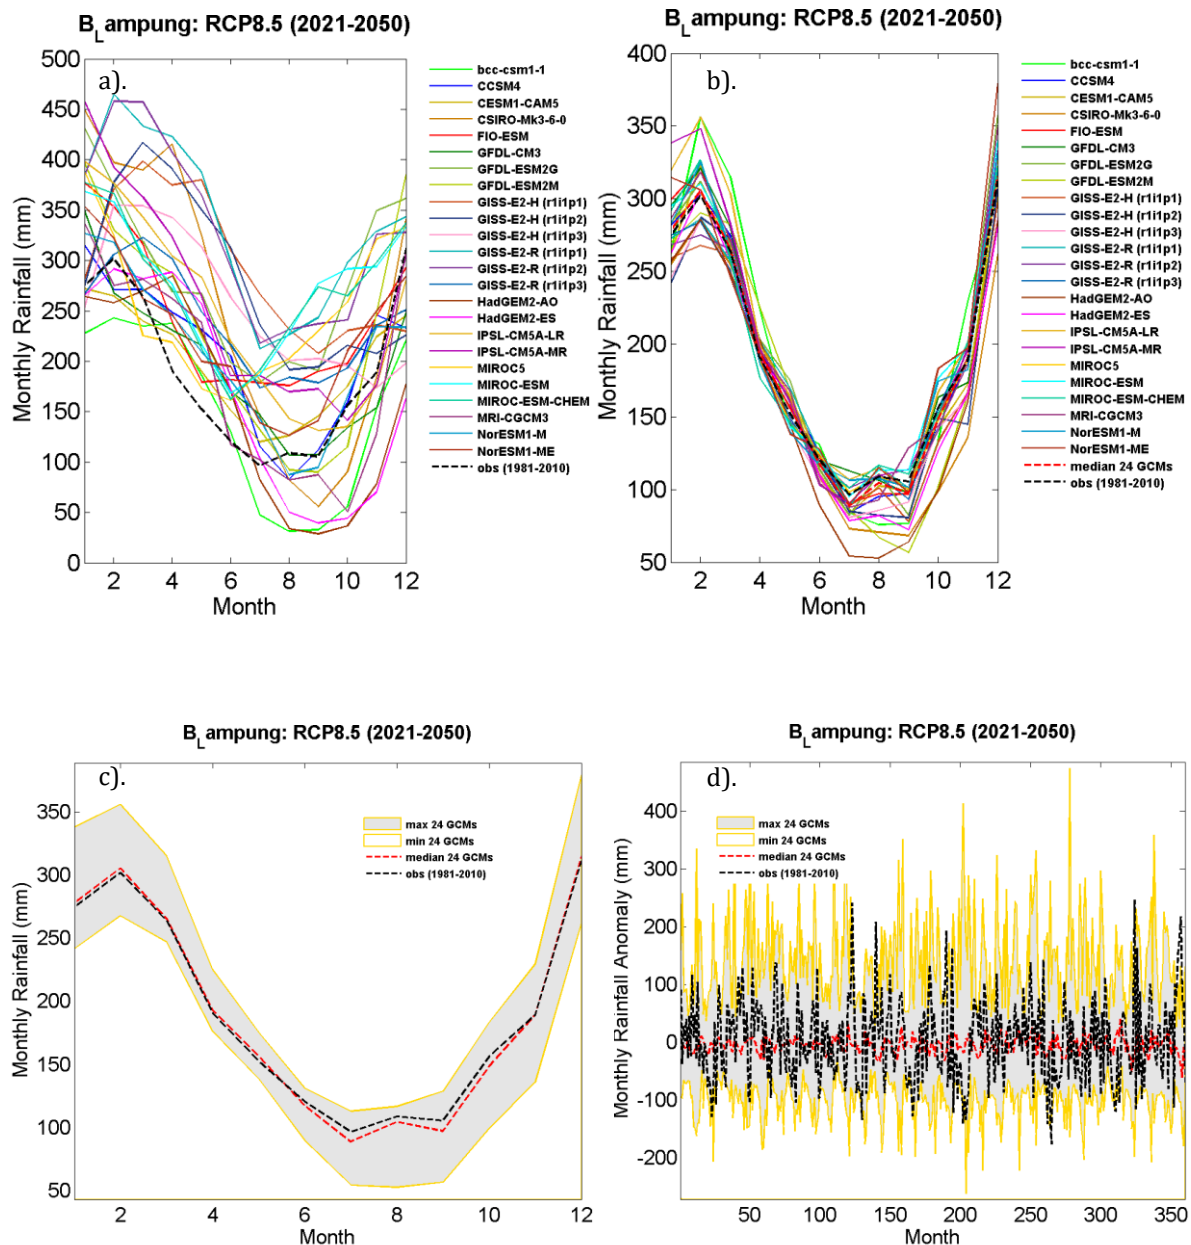 B_L ampung: RCP8.5 (2021-2050)
a).
500
450
400
350
300
250
200
150
100
50
0
2
4
6
8
10
12
Monthly Rainfall (mm)
Month
bcc-csm1-1
CCSM4
CESM1-CAM5
CSIRO-Mk3-6-0
FIO-ESM
GFDL-CM3
GFDL-ESM2G
GFDL-ESM2M
GISS-E2-H (r1i1p1)
GISS-E2-H (r1i1p2)
GISS-E2-H (r1i1p3)
GISS-E2-R (r1i1p1)
GISS-E2-R (r1i1p2)
GISS-E2-R (r1i1p3)
HadGEM2-AO
HadGEM2-ES
IPSL-CM5A-LR
IPSL-CM5A-MR
MIROC5
MIROC-ESM
MIROC-ESM-CHEM
MRI-CGCM3
NorESM1-M
NorESM1-ME
obs (1981-2010)
B_L ampung: RCP8.5 (2021-2050)
b).
400
350
300
250
200
150
100
50
2
4
6
8
10
12
Monthly Rainfall (mm)
Month
bcc-csm1-1
CCSM4
CESM1-CAM5
CSIRO-Mk3-6-0
FIO-ESM
GFDL-CM3
GFDL-ESM2G
GFDL-ESM2M
GISS-E2-H (r1i1p1)
GISS-E2-H (r1i1p2)
GISS-E2-H (r1i1p3)
GISS-E2-R (r1i1p1)
GISS-E2-R (r1i1p2)
GISS-E2-R (r1i1p3)
HadGEM2-AO
HadGEM2-ES
IPSL-CM5A-LR
IPSL-CM5A-MR
MIROC5
MIROC-ESM
MIROC-ESM-CHEM
MRI-CGCM3
NorESM1-M
NorESM1-ME
median 24 GCMs
obs (1981-2010)
B_L ampung: RCP8.5 (2021-2050)
c).
350
300
250
200
150
100
50
2
4
6
8
10
12
Monthly Rainfall (mm)
Month
max 24 GCMs
min 24 GCMs
median 24 GCMs
obs (1981-2010)
B_L ampung: RCP8.5 (2021-2050)
d).
400
300
200
100
0
-100
-200
50
100
150
200
250
300
350
Monthly Rainfall Anomaly (mm)
Month
max 24 GCMs
min 24 GCMs
median 24 GCMs
obs (1981-2010)